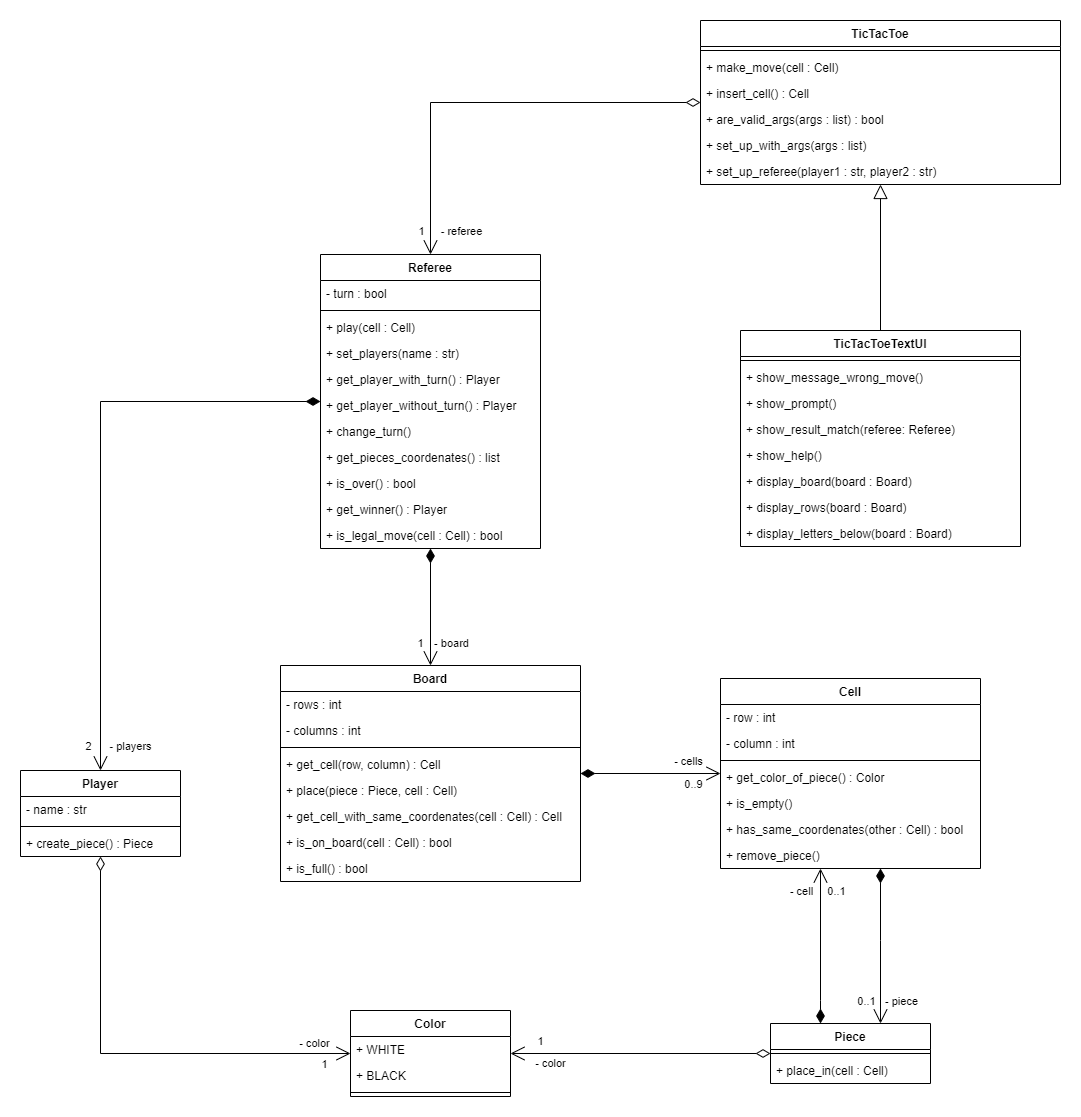 TicTacToe
+ make_move(cell : Cell)
+ insert_cell() : Cell
+ are_valid_args(args : list) : bool
+ set_up_with_args(args : list)
+ set_up_referee(player1 : str, player2 : str)
1 - referee
Referee
- turn : bool
+ play(cell : Cell)
+ set_players(name : str)
+ get_player_with_turn() : Player
+ get_player_without_turn() : Player
+ change_turn()
+ get_pieces_coordenates() : list
+ is_over() : bool
+ get_winner() : Player
+ is_legal_move(cell : Cell) : bool
TicTacToeTextUI
+ show_message_wrong_move()
+ show_prompt()
+ show_result_match(referee: Referee)
+ show_help()
+ display_board(board : Board)
+ display_rows(board : Board)
+ display_letters_below(board : Board)
1 - board
Board
- rows : int
- columns : int
+ get_cell(row, column) : Cell
+ place(piece : Piece, cell : Cell)
+ get_cell_with_same_coordenates(cell : Cell) : Cell
+ is_on_board(cell : Cell) : bool
+ is_full() : bool
- cells
0..9
Cell
- row : int
- column : int
+ get_color_of_piece() : Color
+ is_empty()
+ has_same_coordenates(other : Cell) : bool
+ remove_piece()
2 - players
Player
- name : str
+ create_piece() : Piece
- cell 0..1
0..1 - piece
Piece
+ place_in(cell : Cell)
- color
1
Color
+ WHITE
+ BLACK
1
- color